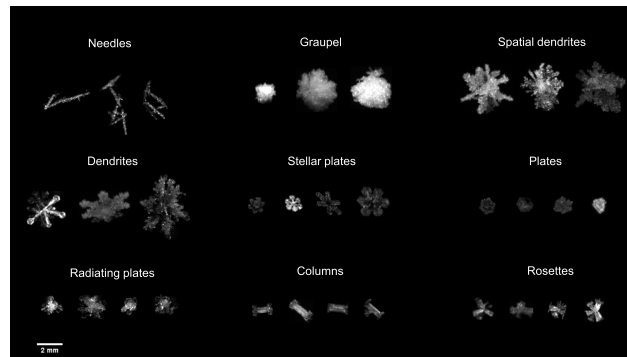 Needles
Graupel
Spatial dendrites
Dendrites
Stellar plates
Plates
Radiating plates
Columns
Rosettes
2 mm